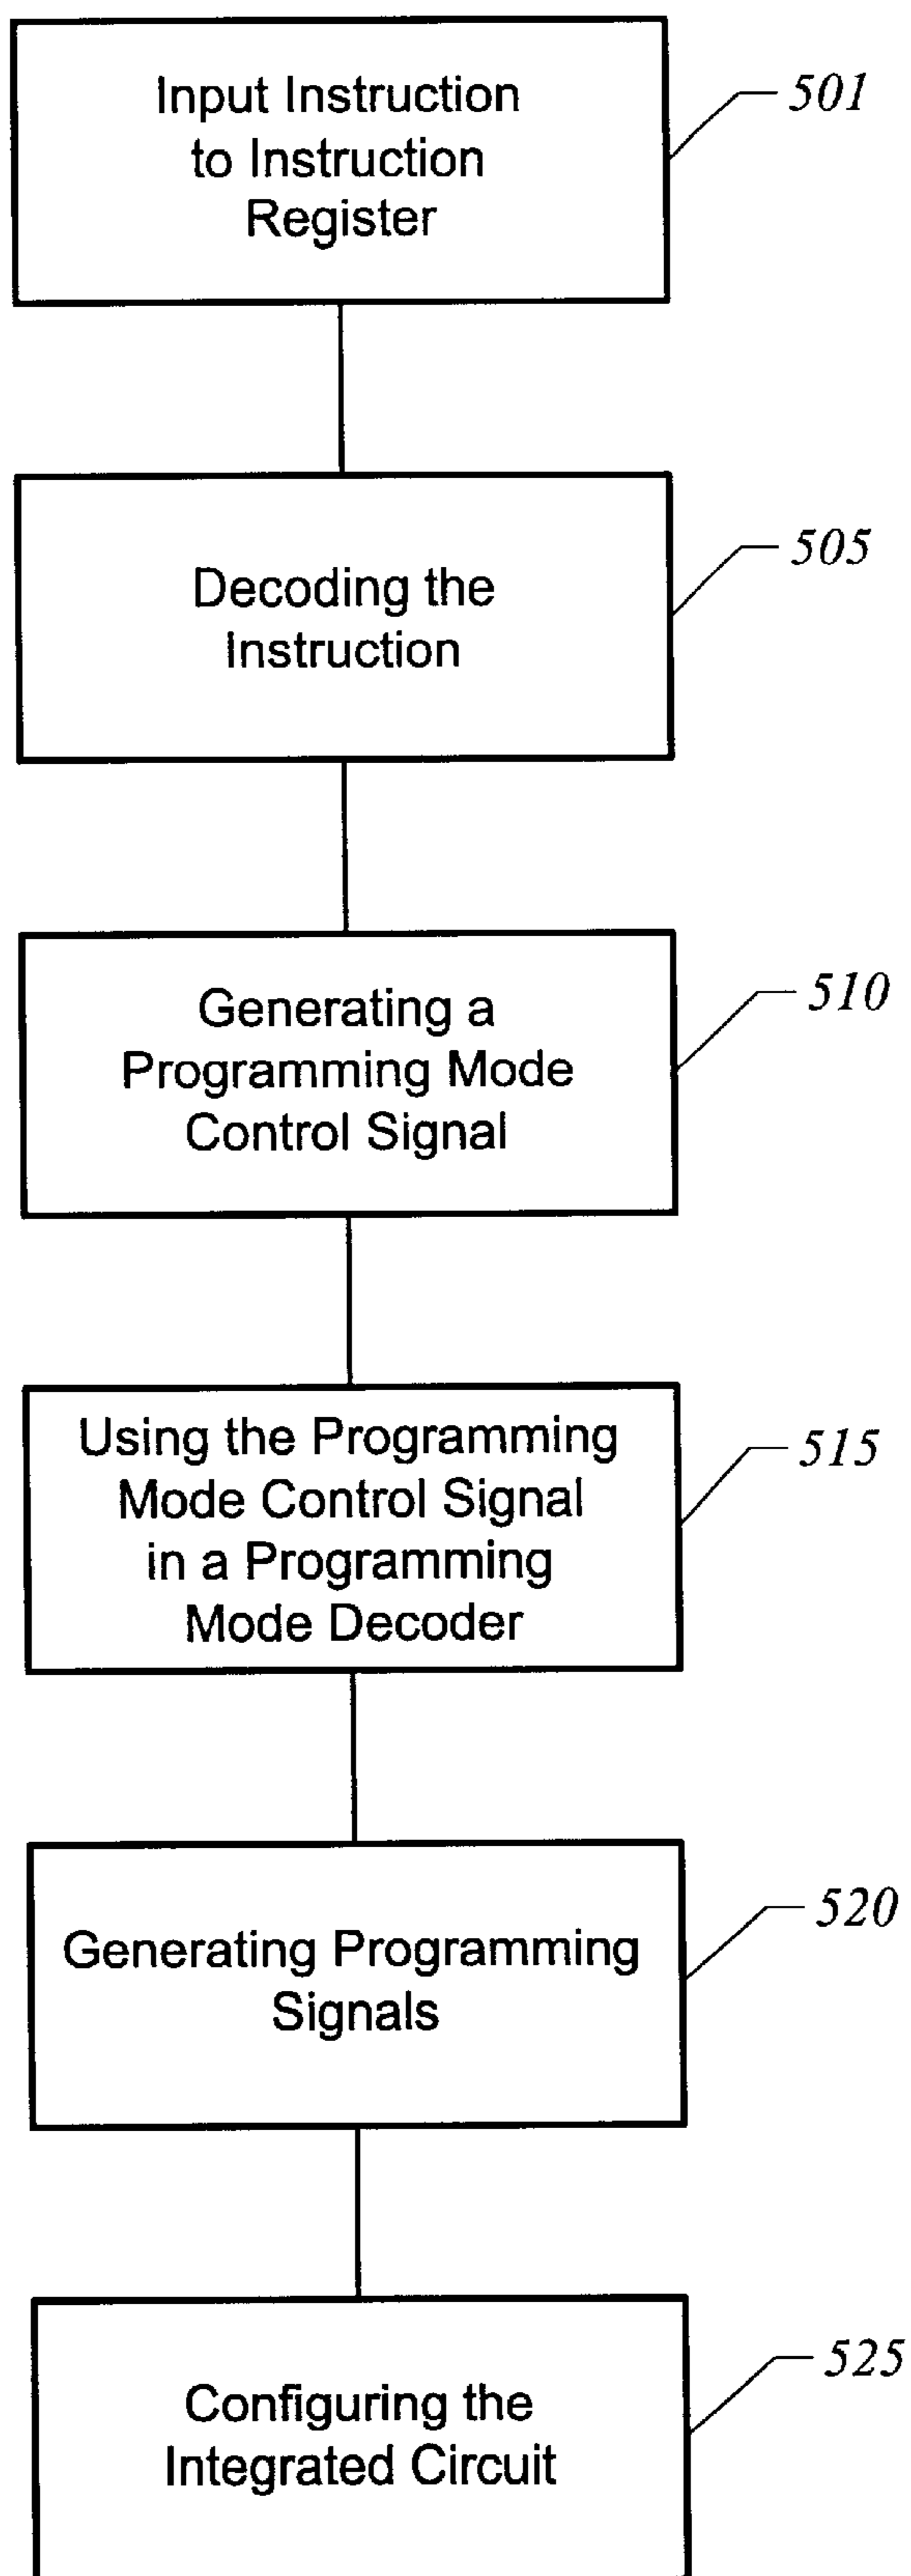 Input Instruction
to Instruction
Register
501
Decoding the
Instruction
505
Generating a
Programming Mode
Control Signal
510
Using the Programming
Mode Control Signal
in a Programming
Mode Decoder
515
Generating Programming
Signals
520
Configuring the
Integrated Circuit
525